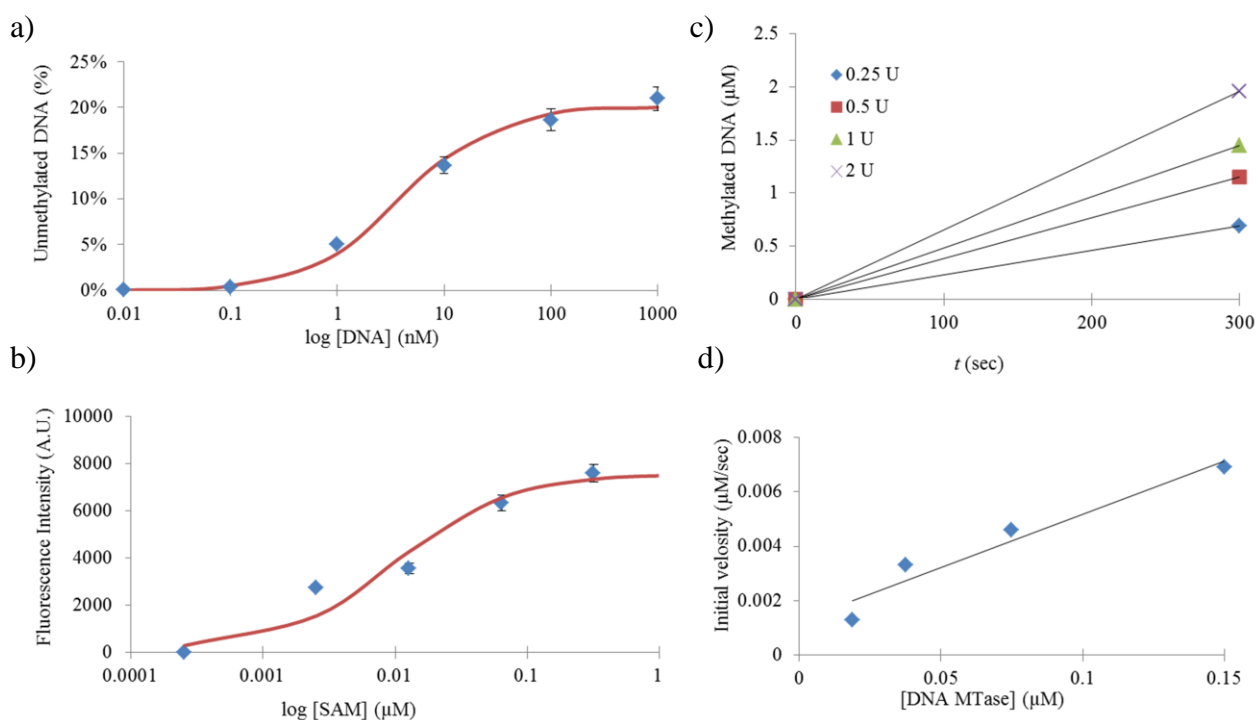 a)
Unmethylated DNA (%)
25%
20%
15%
10%
5%
0%
0.01 0.1 1 10 100 1000
log [DNA] (nM)
b)
Fluorescence Intensity (A.U.)
10000
8000
6000
4000
2000
0
0.0001 0.001 0.01 0.1 1
log [SAM] (µM)
c)
Methylated DNA (µM)
2.5
2
1.5
1
0.5
0
0.25 U
0.5 U
1 U
2 U
0 100 200 300
t (sec)
d)
Initial velosity (µM/sec)
0.008
0.006
0.004
0.002
0
0 0.05 0.1 0.15
[DNA MTase] (µM)